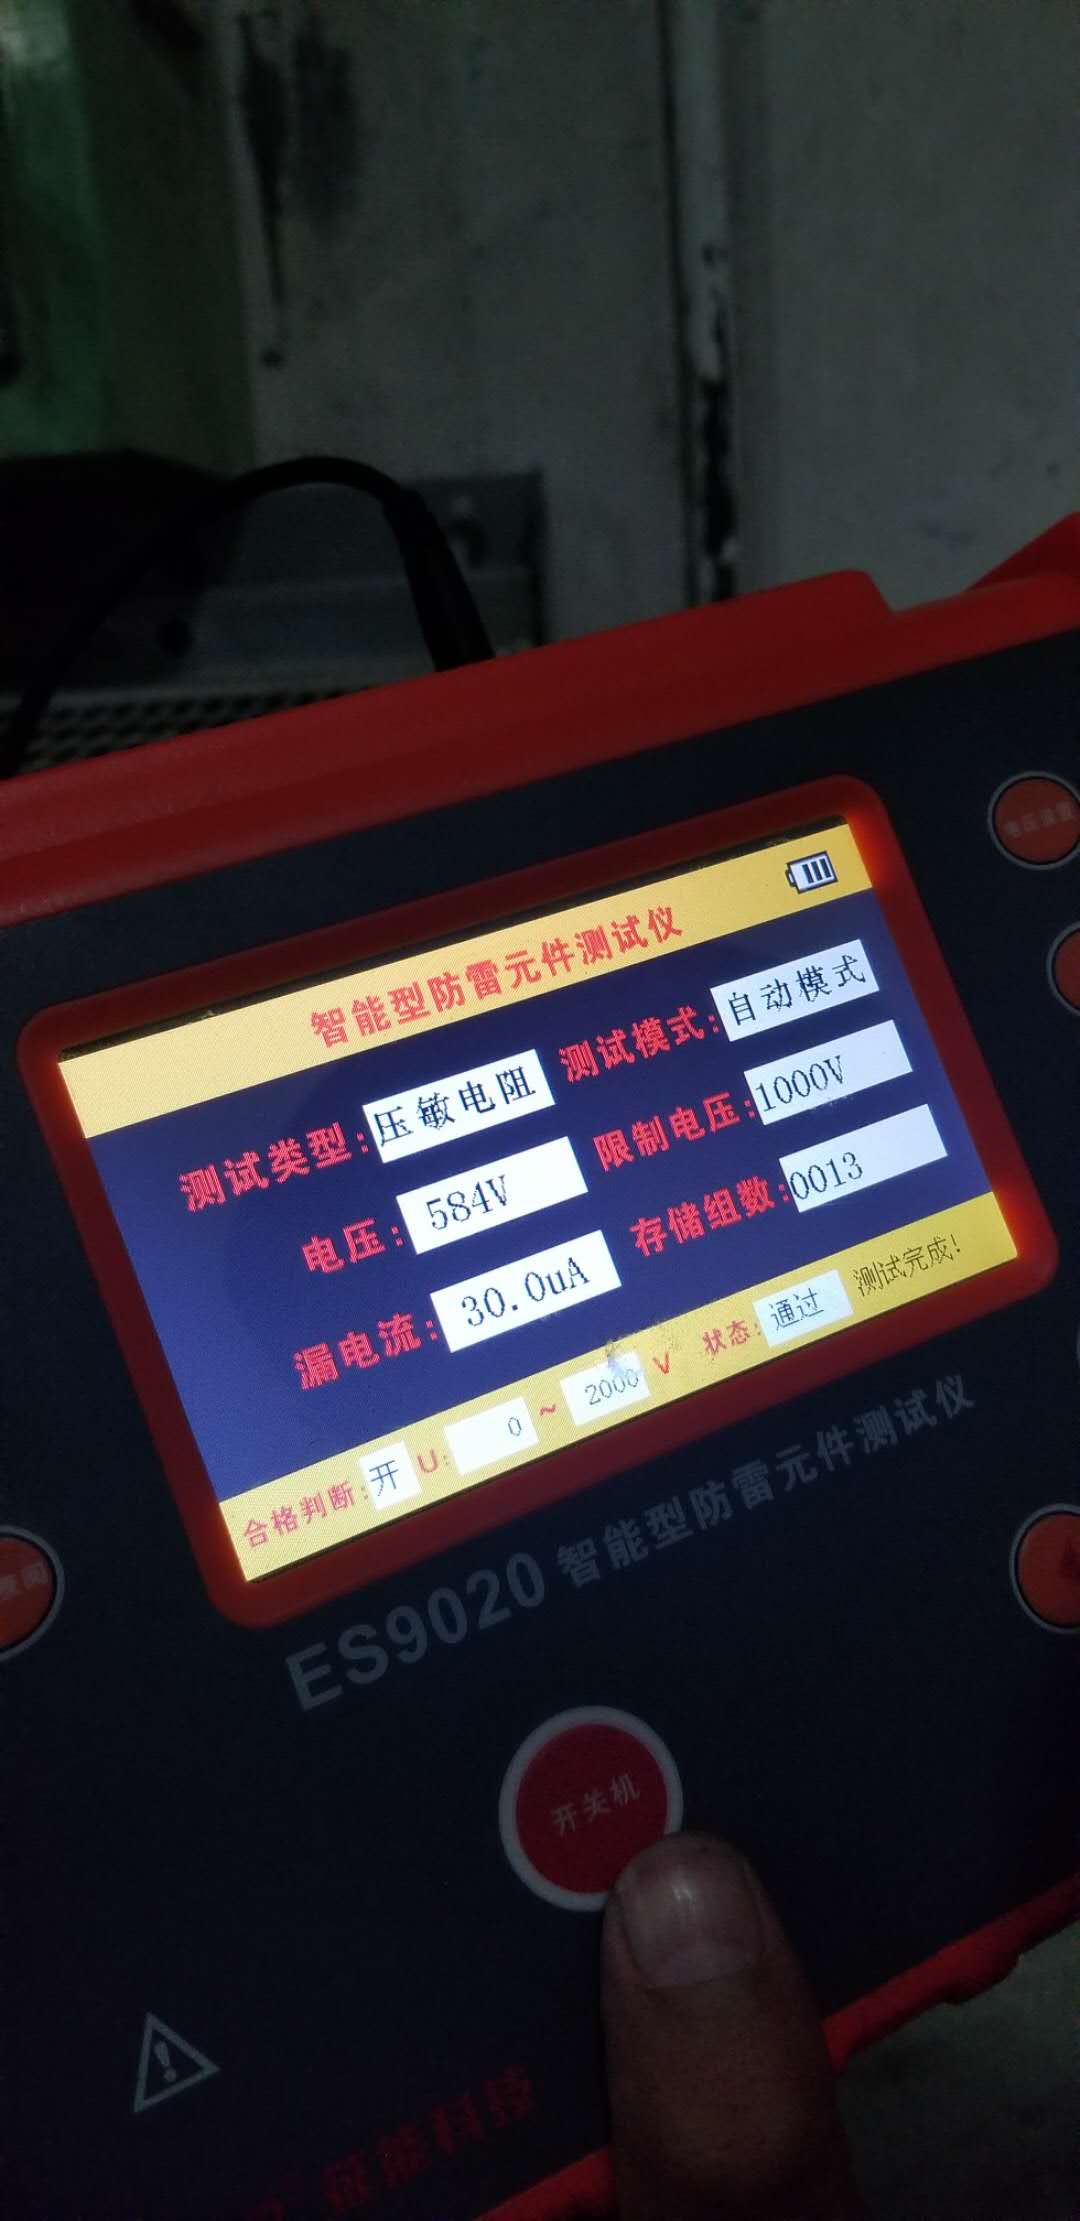 智能型防雷元件测试仪
测试类型: 压敏电阻 测试模式: 自动模式
电压: 584V 限制电压: 1000V
漏电流: 30.0uA 存储组数: 0013
合格判断: 开 U: 0 ~ 2000 V 状态: 通过 测试完成!
ES9020 智能型防雷元件测试仪
开关机
能科技